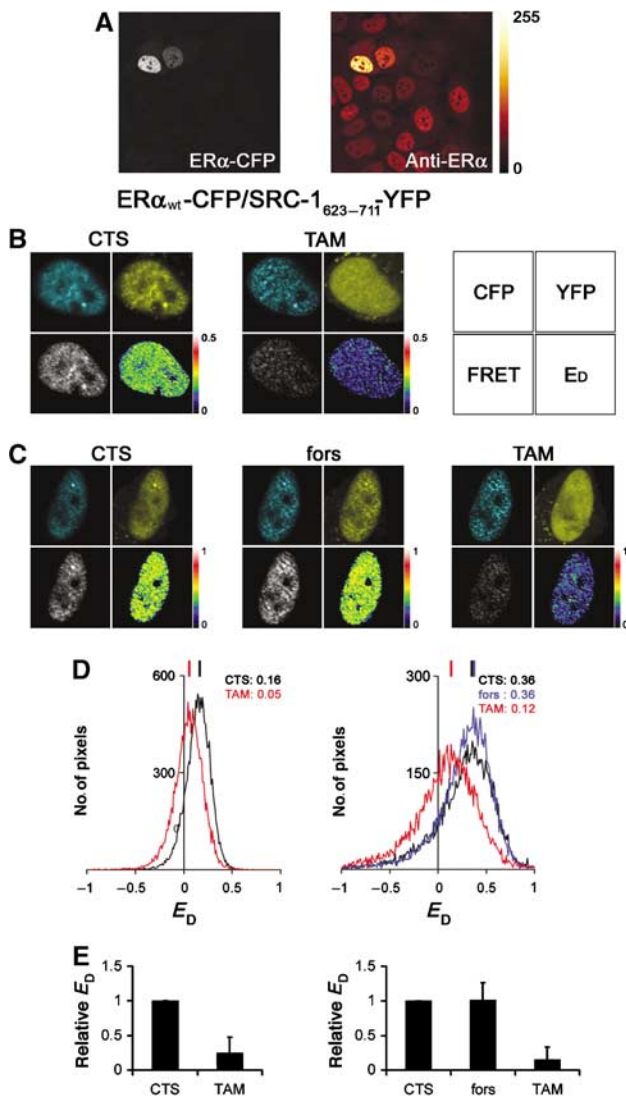 A
255
0
ERα-CFP
Anti-ERα
ERαwt-CFP/SRC-1623–711-YFP
B
CTS
TAM
0.5
0
0.5
0
CFP
YFP
FRET
ED
C
CTS
fors
TAM
1
0
1
0
1
0
D
600
300
0
No. of pixels
CTS: 0.16
TAM: 0.05
−1
−0.5
0
0.5
1
ED
300
150
No. of pixels
CTS: 0.36
fors : 0.36
TAM: 0.12
−1
−0.5
0
0.5
1
ED
E
Relative ED
1.5
1
0.5
0
CTS
TAM
Relative ED
1.5
1
0.5
0
CTS
fors
TAM